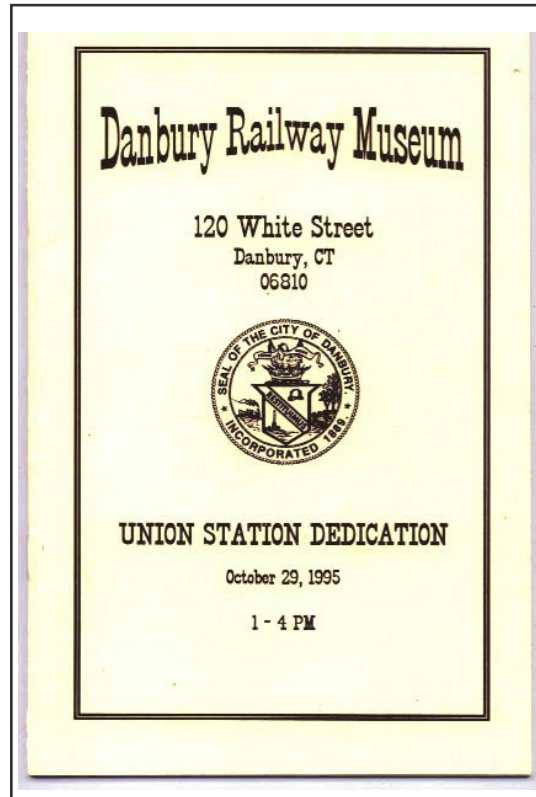 Danbury Railway Museum
120 White Street
Danbury, CT
06810
SEAL OF THE CITY OF DANBURY.
RESTITUIMUS
INCORPORATED 1889.
UNION STATION DEDICATION
October 29, 1995
1 - 4 PM